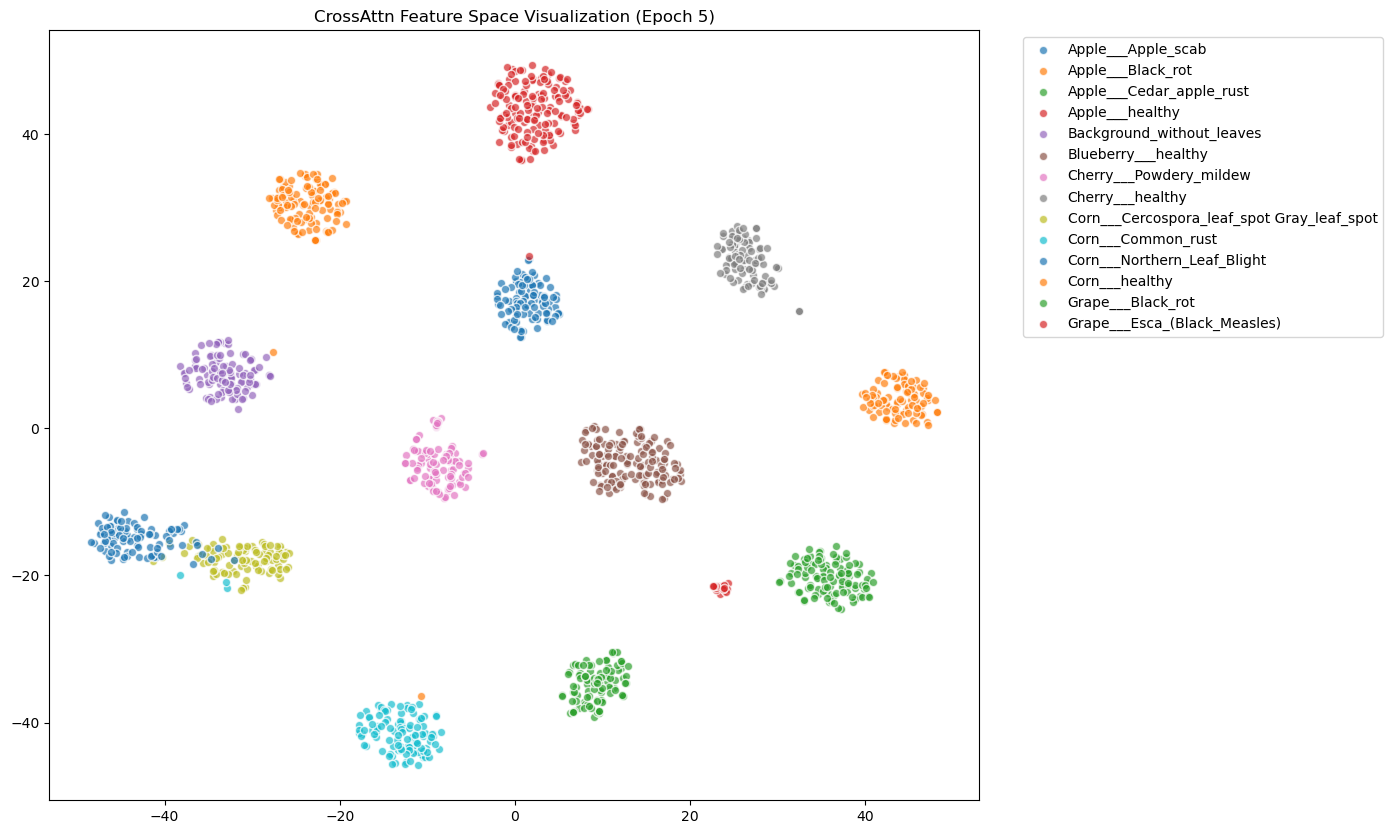 CrossAttn Feature Space Visualization (Epoch 5)
Apple___Apple_scab
Apple___Black_rot
Apple___Cedar_apple_rust
Apple___healthy
Background_without_leaves
Blueberry___healthy
Cherry___Powdery_mildew
Cherry___healthy
Corn___Cercospora_leaf_spot Gray_leaf_spot
Corn___Common_rust
Corn___Northern_Leaf_Blight
Corn___healthy
Grape___Black_rot
Grape___Esca_(Black_Measles)
40
20
0
−20
−40
−40 −20 0 20 40